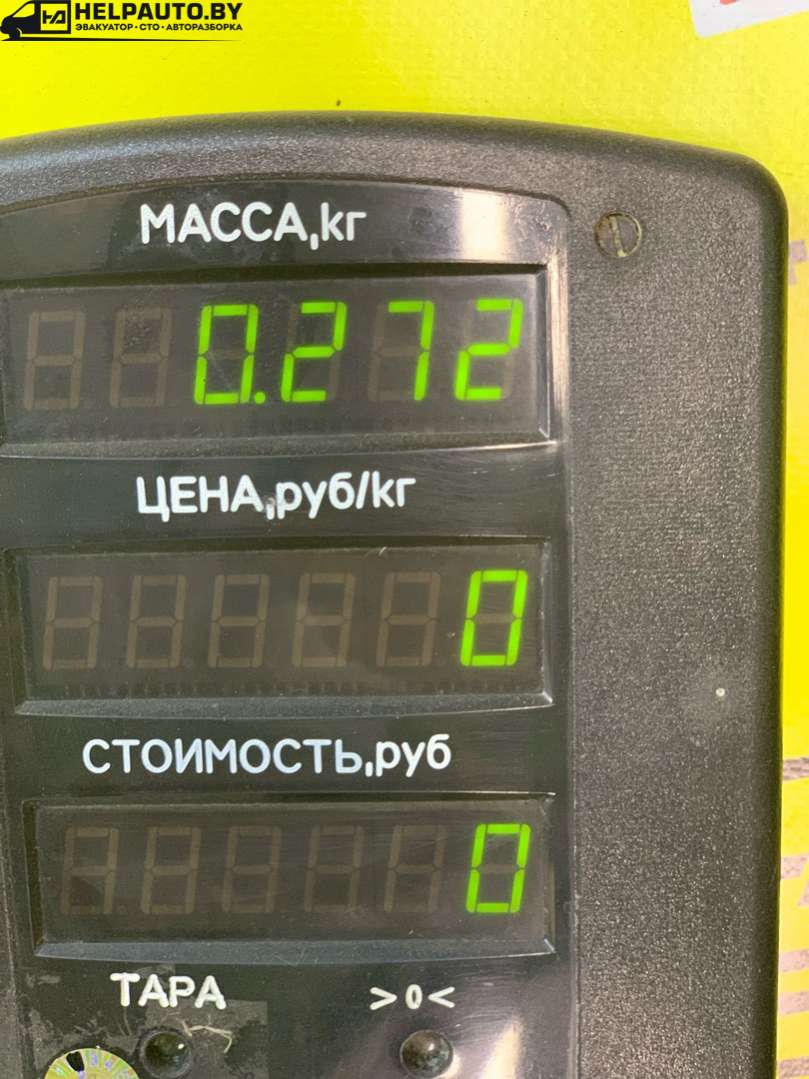 HELPAUTO.BY
ЭВАКУАТОР•СТО•АВТОРАЗБОРКА
МАССА,кг
0.272
ЦЕНА,руб/кг
0
СТОИМОСТЬ,руб
0
ТАРА >0<